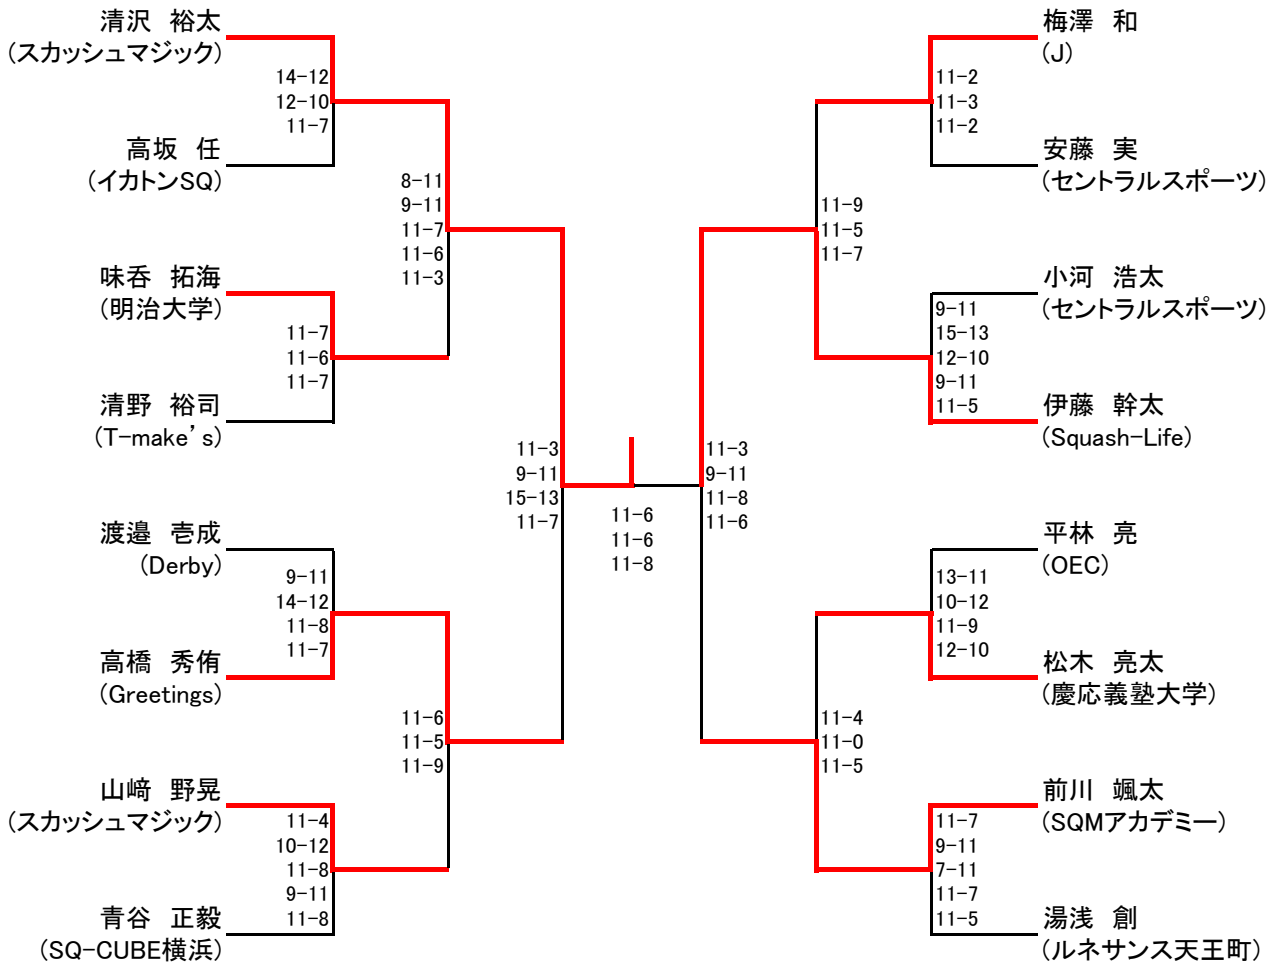 清沢 裕太
(スカッシュマジック)
14-12
12-10
11-7
高坂 任
(イカトンSQ)
8-11
9-11
11-7
11-6
11-3
味呑 拓海
(明治大学)
11-7
11-6
11-7
清野 裕司
(T-make's)
11-3
9-11
15-13
11-7
渡邉 壱成
(Derby)
9-11
14-12
11-8
11-7
高橋 秀侑
(Greetings)
11-6
11-5
11-9
山﨑 野晃
(スカッシュマジック)
11-4
10-12
11-8
9-11
11-8
青谷 正毅
(SQ-CUBE横浜)
11-6
11-6
11-8
梅澤 和
(J)
11-2
11-3
11-2
安藤 実
(セントラルスポーツ)
11-9
11-5
11-7
小河 浩太
(セントラルスポーツ)
9-11
15-13
12-10
9-11
11-5
伊藤 幹太
(Squash-Life)
11-3
9-11
11-8
11-6
平林 亮
(OEC)
13-11
10-12
11-9
12-10
松木 亮太
(慶応義塾大学)
11-4
11-0
11-5
前川 颯太
(SQMアカデミー)
11-7
9-11
7-11
11-7
11-5
湯浅 創
(ルネサンス天王町)